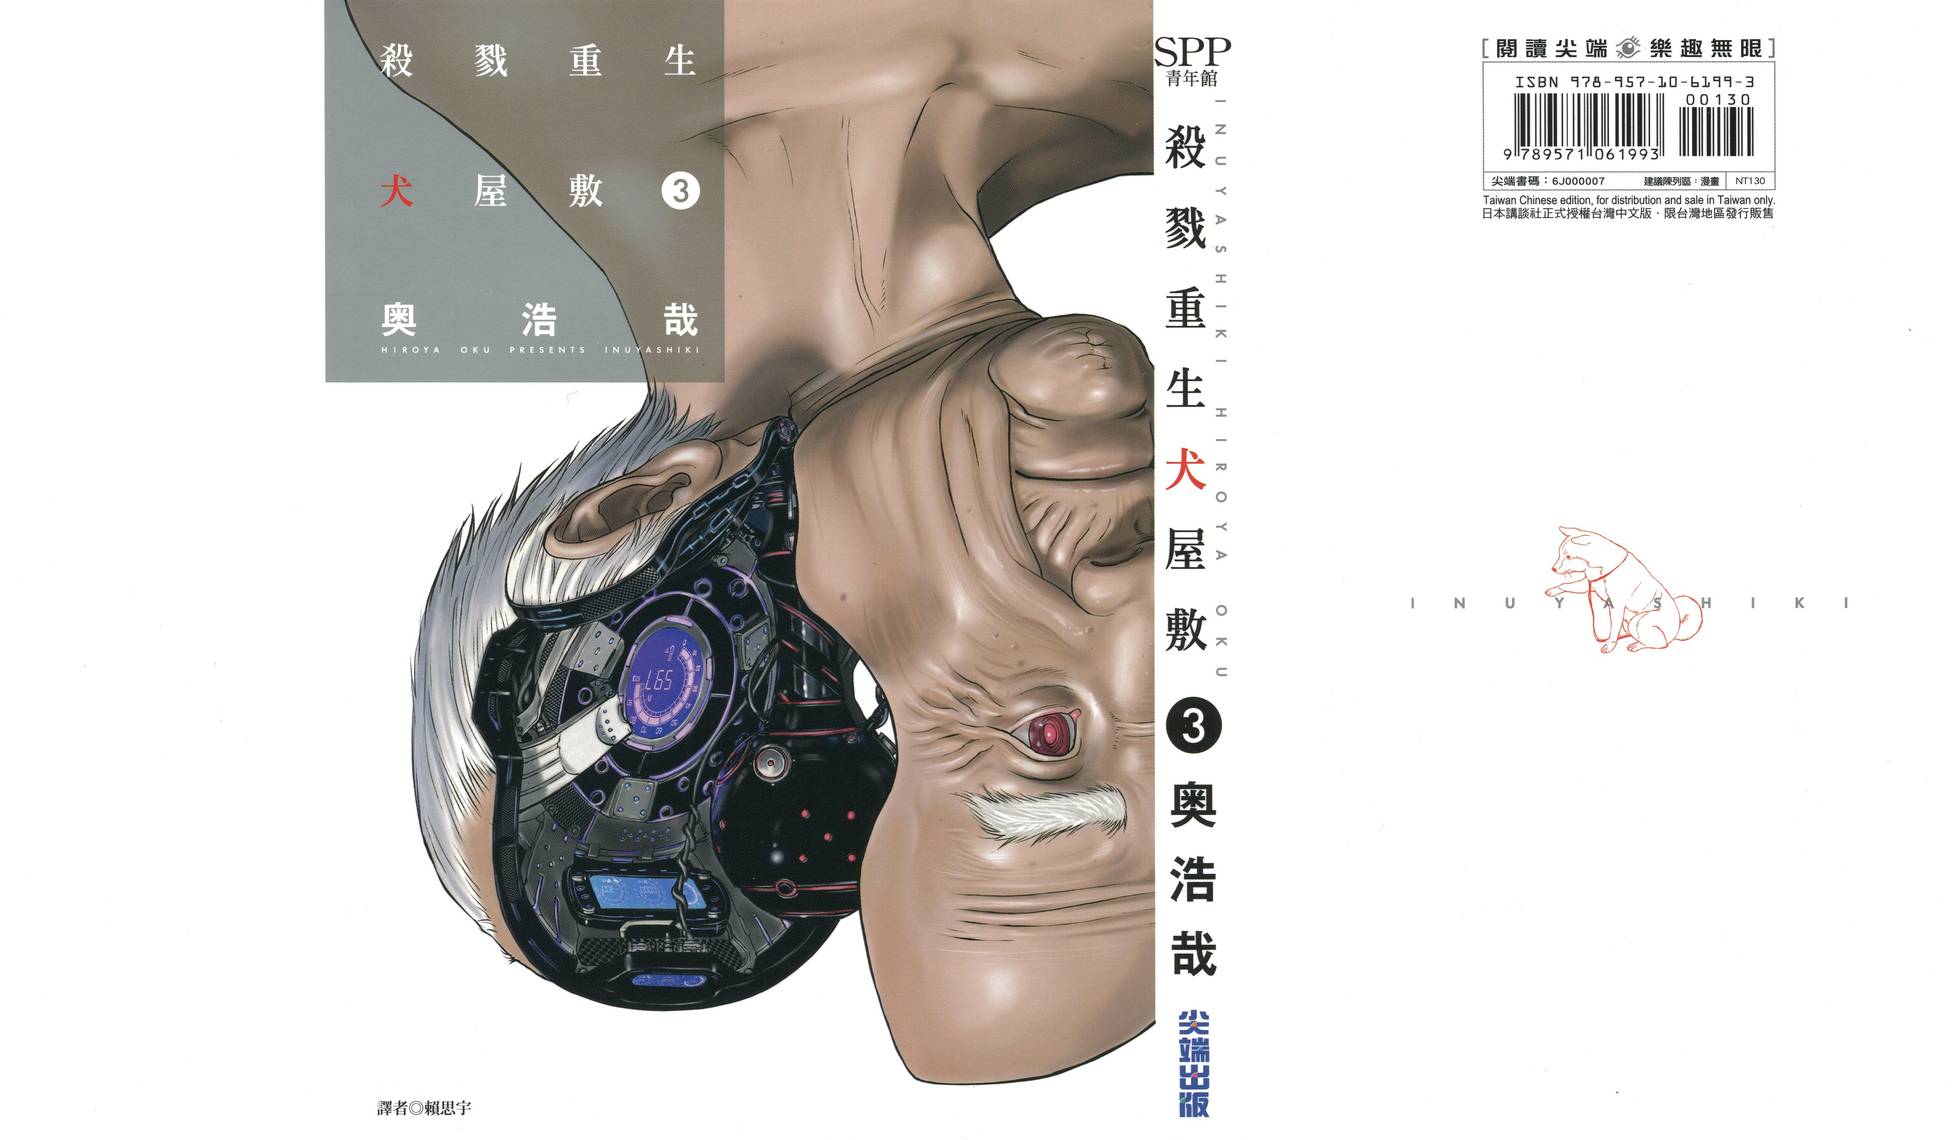 殺戮重生
犬屋敷3
奥浩哉
HIROYA OKU PRESENTS INUYASHIKI
L65
譯者◎賴思宇
SPP
青年館
殺戮重生犬屋敷3奥浩哉
INUYASHIKI HIROYA OKU
尖端出版
[閱讀尖端 樂趣無限]
ISBN 978-957-10-6199-3
00130
9 789571 061993
尖端書碼：6J000007 建議陳列區：漫畫 NT130
Taiwan Chinese edition, for distribution and sale in Taiwan only.
日本講談社正式授權台灣中文版・限台灣地區發行販售
INUYASHIKI